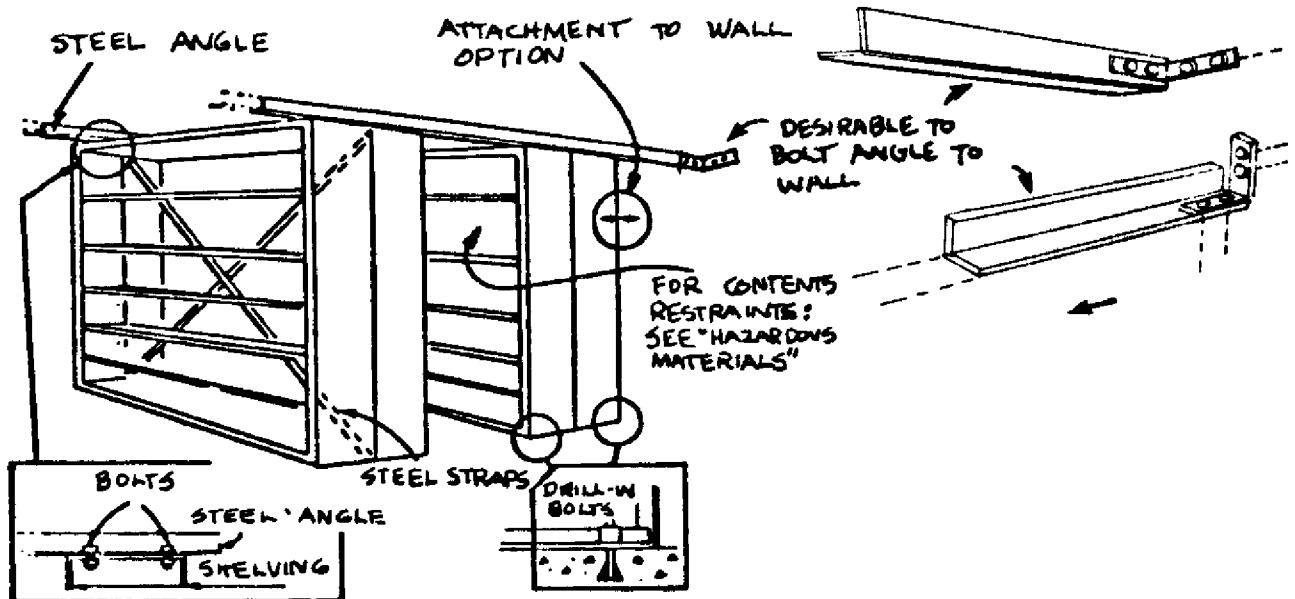 STEEL ANGLE
ATTACHMENT TO WALL
OPTION
DESIRABLE TO
BOLT ANGLE TO
WALL
FOR CONTENTS
RESTRAINTS:
SEE "HAZARDOUS
MATERIALS"
STEEL STRAPS
BOLTS
STEEL ANGLE
SHELVING
DRILL-IN
BOLTS